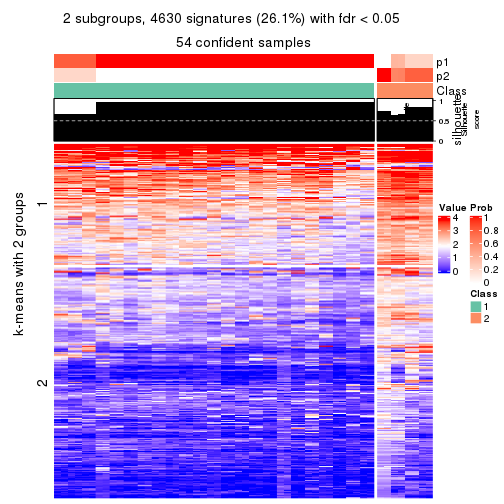 2 subgroups, 4630 signatures (26.1%) with fdr < 0.05
54 confident samples
p1
p2
Class
silhouette
Silhouette
score
1
0.5
0
k-means with 2 groups
1
2
Value
4
3
2
1
0
Prob
1
0.8
0.6
0.4
0.2
0
Class
1
2